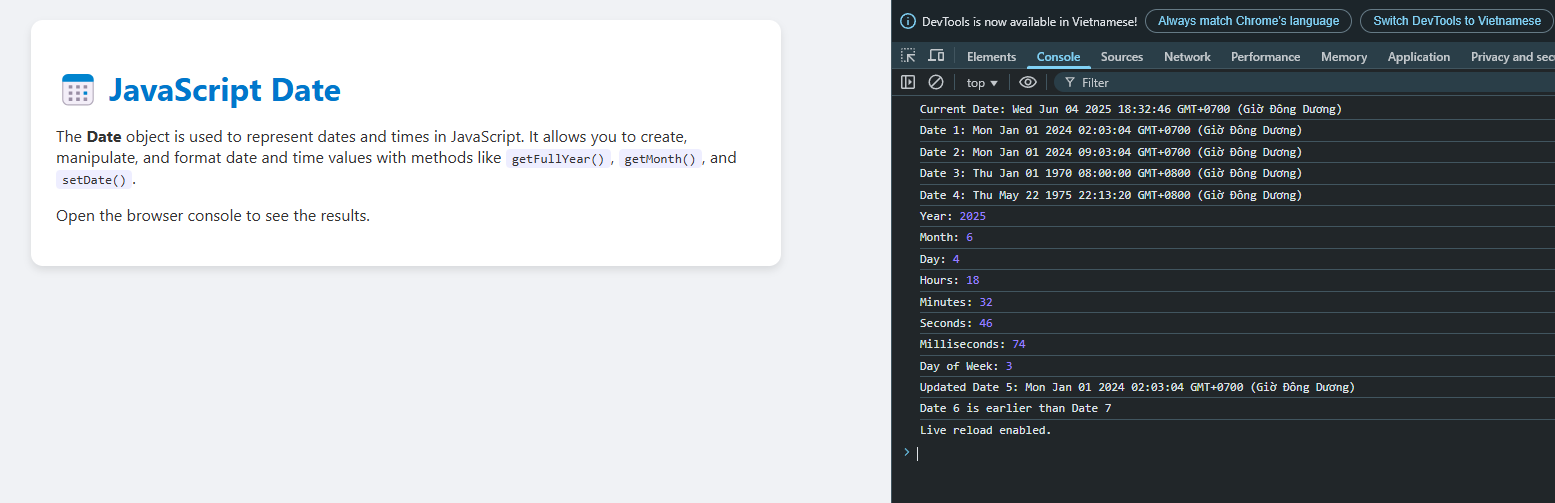 JavaScript Date
The Date object is used to represent dates and times in JavaScript. It allows you to create,
manipulate, and format date and time values with methods like getFullYear(), getMonth(), and
setDate().
Open the browser console to see the results.
DevTools is now available in Vietnamese! Always match Chrome's language Switch DevTools to Vietnamese
Elements Console Sources Network Performance Memory Application Privacy and sec
top Filter
Current Date: Wed Jun 04 2025 18:32:46 GMT+0700 (Giờ Đông Dương)
Date 1: Mon Jan 01 2024 02:03:04 GMT+0700 (Giờ Đông Dương)
Date 2: Mon Jan 01 2024 09:03:04 GMT+0700 (Giờ Đông Dương)
Date 3: Thu Jan 01 1970 08:00:00 GMT+0800 (Giờ Đông Dương)
Date 4: Thu May 22 1975 22:13:20 GMT+0800 (Giờ Đông Dương)
Year: 2025
Month: 6
Day: 4
Hours: 18
Minutes: 32
Seconds: 46
Milliseconds: 74
Day of Week: 3
Updated Date 5: Mon Jan 01 2024 02:03:04 GMT+0700 (Giờ Đông Dương)
Date 6 is earlier than Date 7
Live reload enabled.